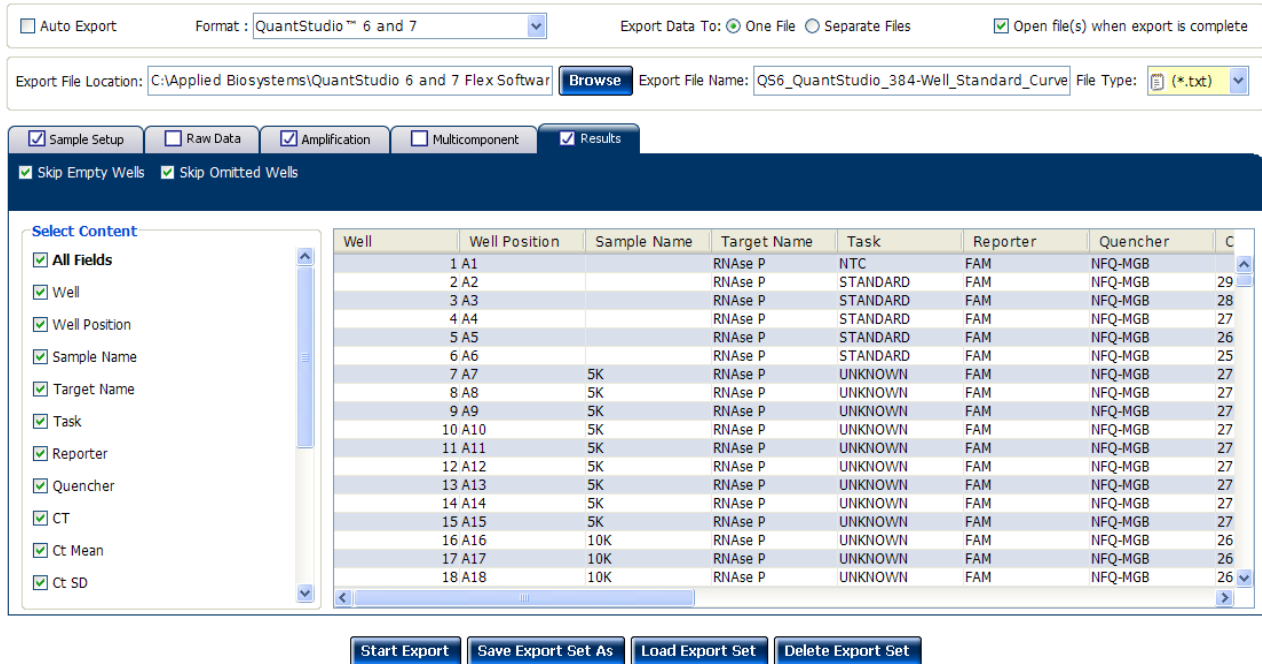 Auto Export Format : QuantStudio™ 6 and 7 Export Data To: One File Separate Files Open file(s) when export is complete
Export File Location: C:\Applied Biosystems\QuantStudio 6 and 7 Flex Softwar Browse Export File Name: QS6_QuantStudio_384-Well_Standard_Curve File Type: (*.txt)
Sample Setup Raw Data Amplification Multicomponent Results
Skip Empty Wells Skip Omitted Wells
Select Content
All Fields
Well
Well Position
Sample Name
Target Name
Task
Reporter
Quencher
CT
Ct Mean
Ct SD
Well Well Position Sample Name Target Name Task Reporter Quencher C
1 A1 RNAse P NTC FAM NFQ-MGB
2 A2 RNAse P STANDARD FAM NFQ-MGB 29
3 A3 RNAse P STANDARD FAM NFQ-MGB 28
4 A4 RNAse P STANDARD FAM NFQ-MGB 27
5 A5 RNAse P STANDARD FAM NFQ-MGB 26
6 A6 RNAse P STANDARD FAM NFQ-MGB 25
7 A7 5K RNAse P UNKNOWN FAM NFQ-MGB 27
8 A8 5K RNAse P UNKNOWN FAM NFQ-MGB 27
9 A9 5K RNAse P UNKNOWN FAM NFQ-MGB 27
10 A10 5K RNAse P UNKNOWN FAM NFQ-MGB 27
11 A11 5K RNAse P UNKNOWN FAM NFQ-MGB 27
12 A12 5K RNAse P UNKNOWN FAM NFQ-MGB 27
13 A13 5K RNAse P UNKNOWN FAM NFQ-MGB 27
14 A14 5K RNAse P UNKNOWN FAM NFQ-MGB 27
15 A15 5K RNAse P UNKNOWN FAM NFQ-MGB 27
16 A16 10K RNAse P UNKNOWN FAM NFQ-MGB 26
17 A17 10K RNAse P UNKNOWN FAM NFQ-MGB 26
18 A18 10K RNAse P UNKNOWN FAM NFQ-MGB 26
Start Export Save Export Set As Load Export Set Delete Export Set